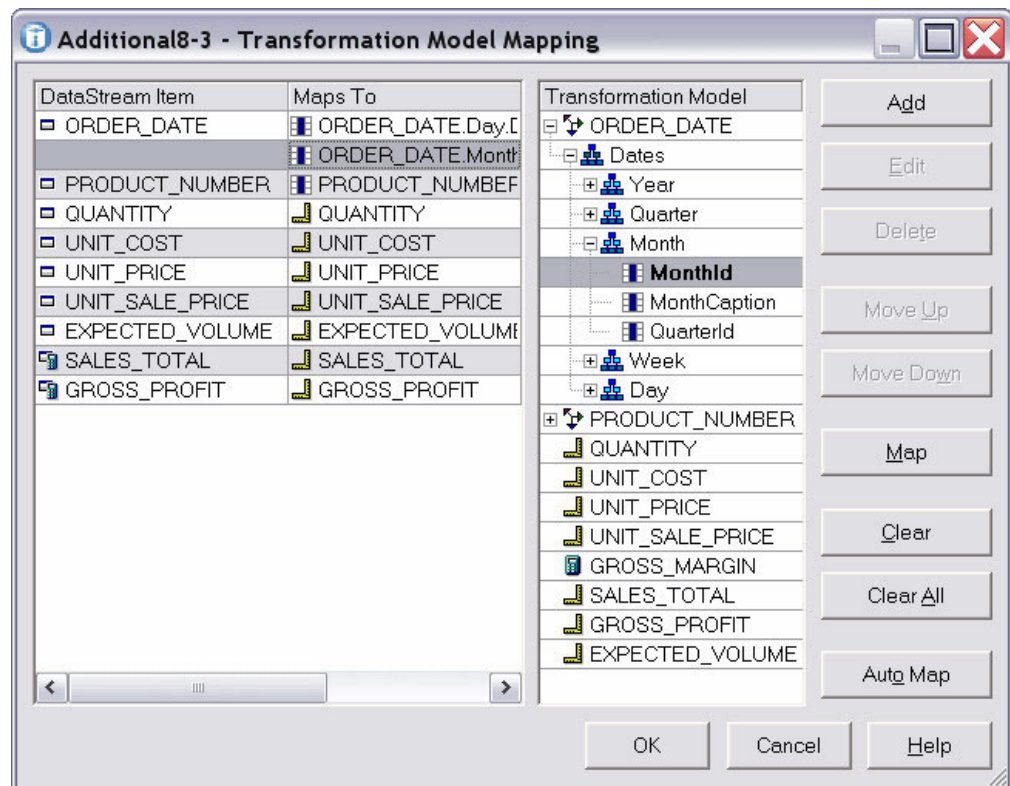 Additional8-3 - Transformation Model Mapping
DataStream Item
Maps To
ORDER_DATE
ORDER_DATE.Day.
ORDER_DATE.Month
PRODUCT_NUMBER
PRODUCT_NUMBER
QUANTITY
QUANTITY
UNIT_COST
UNIT_COST
UNIT_PRICE
UNIT_PRICE
UNIT_SALE_PRICE
UNIT_SALE_PRICE
EXPECTED_VOLUME
EXPECTED_VOLUM
SALES_TOTAL
SALES_TOTAL
GROSS_PROFIT
GROSS_PROFIT
Transformation Model
ORDER_DATE
Dates
Year
Quarter
Month
MonthId
MonthCaption
QuarterId
Week
Day
PRODUCT_NUMBER
QUANTITY
UNIT_COST
UNIT_PRICE
UNIT_SALE_PRICE
GROSS_MARGIN
SALES_TOTAL
GROSS_PROFIT
EXPECTED_VOLUME
Add
Edit
Delete
Move Up
Move Down
Map
Clear
Clear All
Auto Map
OK
Cancel
Help